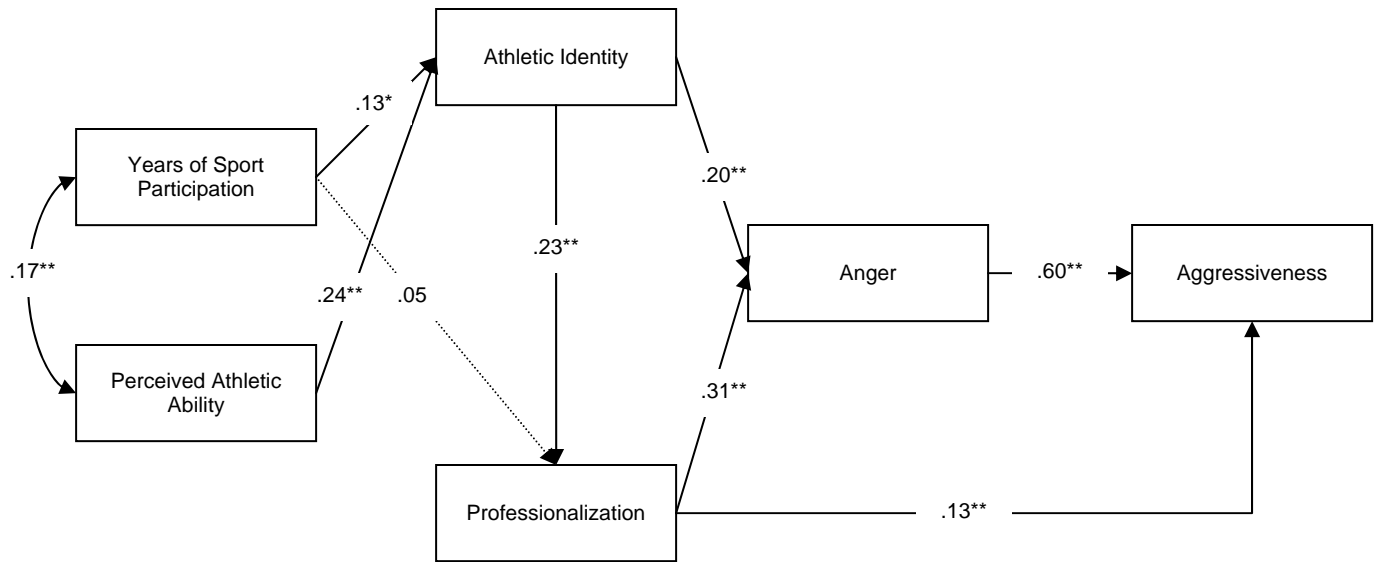 Athletic Identity
.13*
Years of Sport
Participation
.20**
.23**
.17**
.24**
.05
Anger
.60**
Aggressiveness
Perceived Athletic
Ability
.31**
Professionalization
.13**